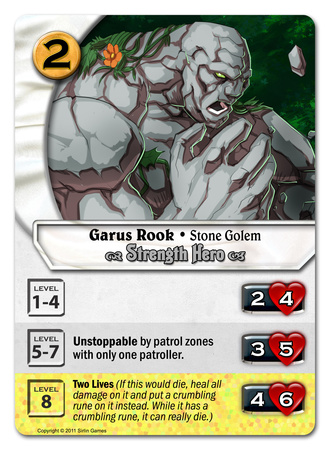 2
Garus Rook • Stone Golem
Strength Hero
LEVEL
1-4
2 4
LEVEL
5-7
Unstoppable by patrol zones
with only one patroller.
3 5
LEVEL
8
Two Lives (If this would die, heal all
damage on it and put a crumbling
rune on it instead. While it has a
crumbling rune, it can really die.)
4 6
Copyright © 2011 Sirlin Games